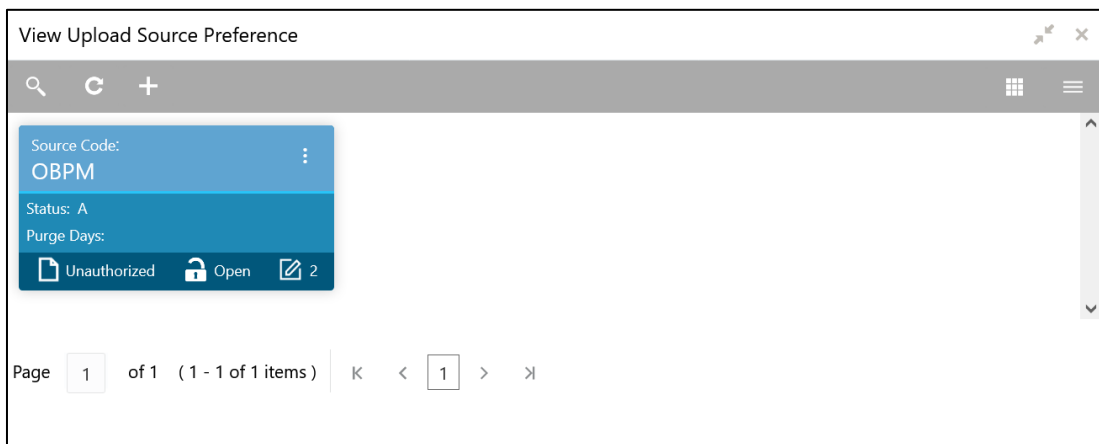 View Upload Source Preference
Source Code:
OBPM
Status: A
Purge Days:
Unauthorized Open 2
Page 1 of 1 ( 1 - 1 of 1 items ) 1